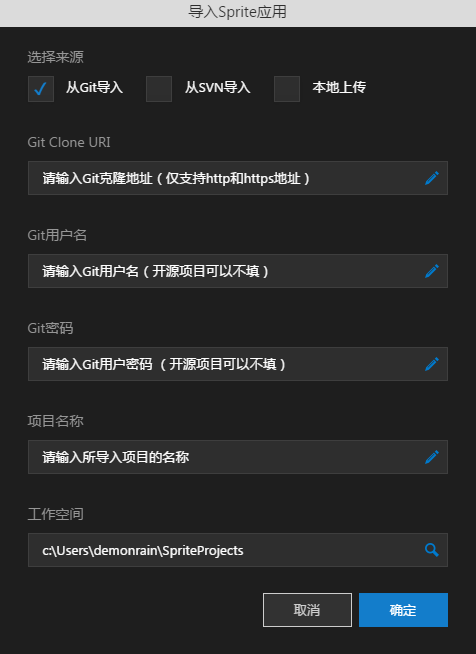 导入Sprite应用
选择来源
从Git导入 从SVN导入 本地上传
Git Clone URI
请输入Git克隆地址（仅支持http和https地址）
Git用户名
请输入Git用户名（开源项目可以不填）
Git密码
请输入Git用户密码 （开源项目可以不填）
项目名称
请输入所导入项目的名称
工作空间
c:\Users\demonrain\SpriteProjects
取消 确定